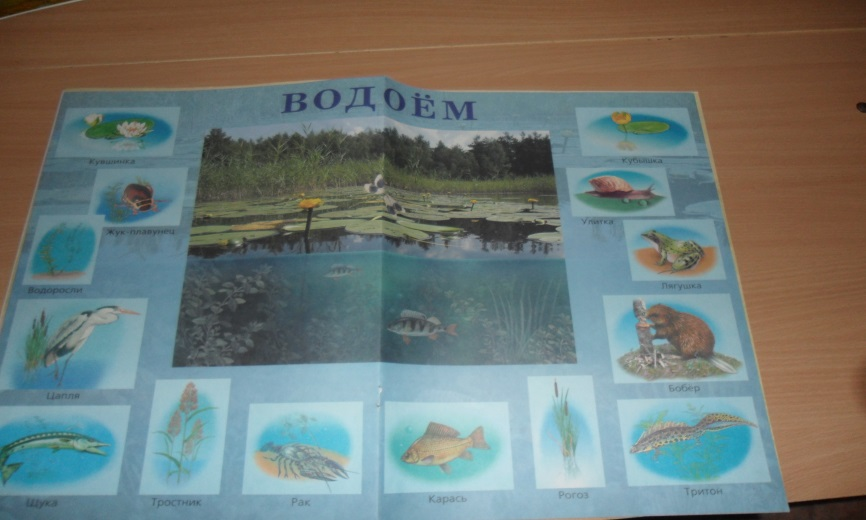 ВОДОЁМ
Кувшинка
Кубышка
Жук-плавунец
Улитка
Водоросли
Лягушка
Цапля
Бобер
Щука
Тростник
Рак
Карась
Рогоз
Тритон